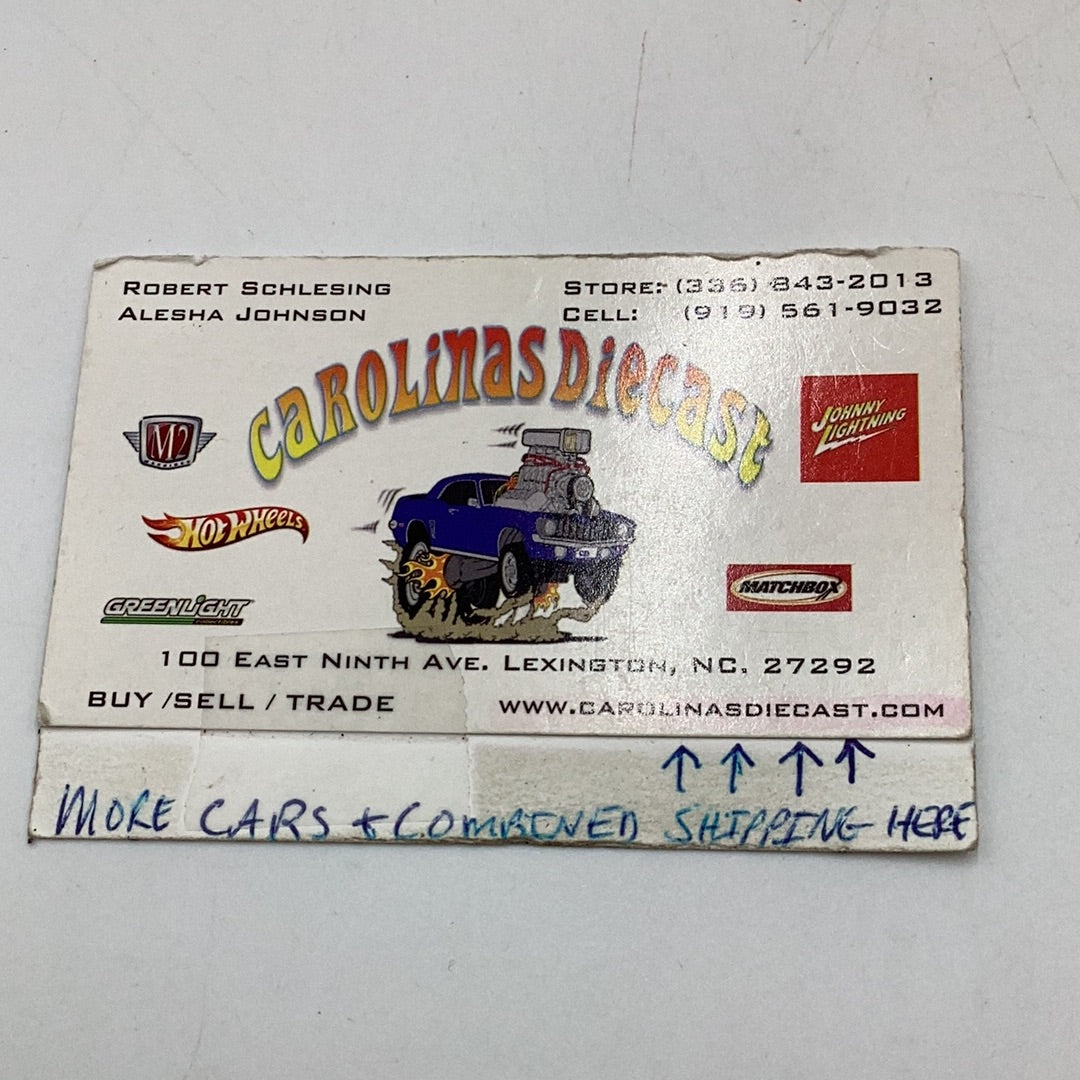 ROBERT SCHLESING
ALESHA JOHNSON
STORE: (336) 843-2013
CELL: (919) 561-9032
CAROLINAS DIECAST
M2
JOHNNY
LIGHTNING
HOT WHEELS
MATCHBOX
GREENLIGHT
collectibles
100 EAST NINTH AVE. LEXINGTON, NC. 27292
BUY /SELL / TRADE
WWW.CAROLINASDIECAST.COM
MORE CARS + COMBINED SHIPPING HERE